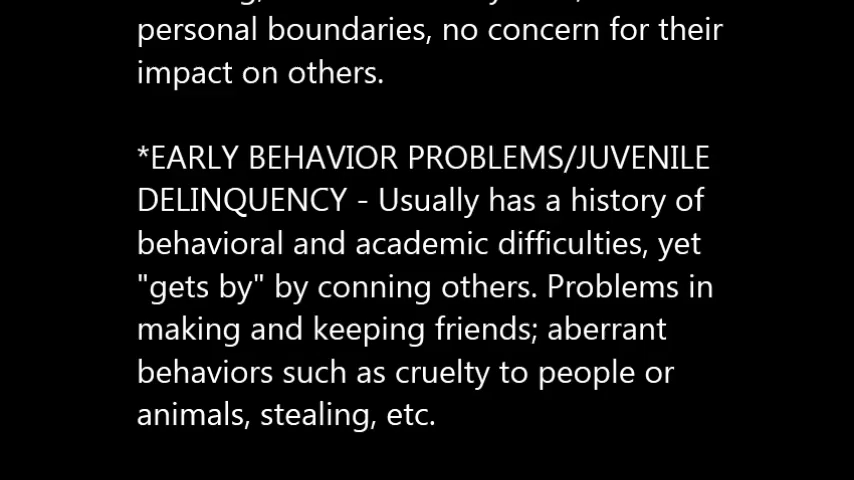 personal boundaries, no concern for their
impact on others.
*EARLY BEHAVIOR PROBLEMS/JUVENILE
DELINQUENCY - Usually has a history of
behavioral and academic difficulties, yet
"gets by" by conning others. Problems in
making and keeping friends; aberrant
behaviors such as cruelty to people or
animals, stealing, etc.